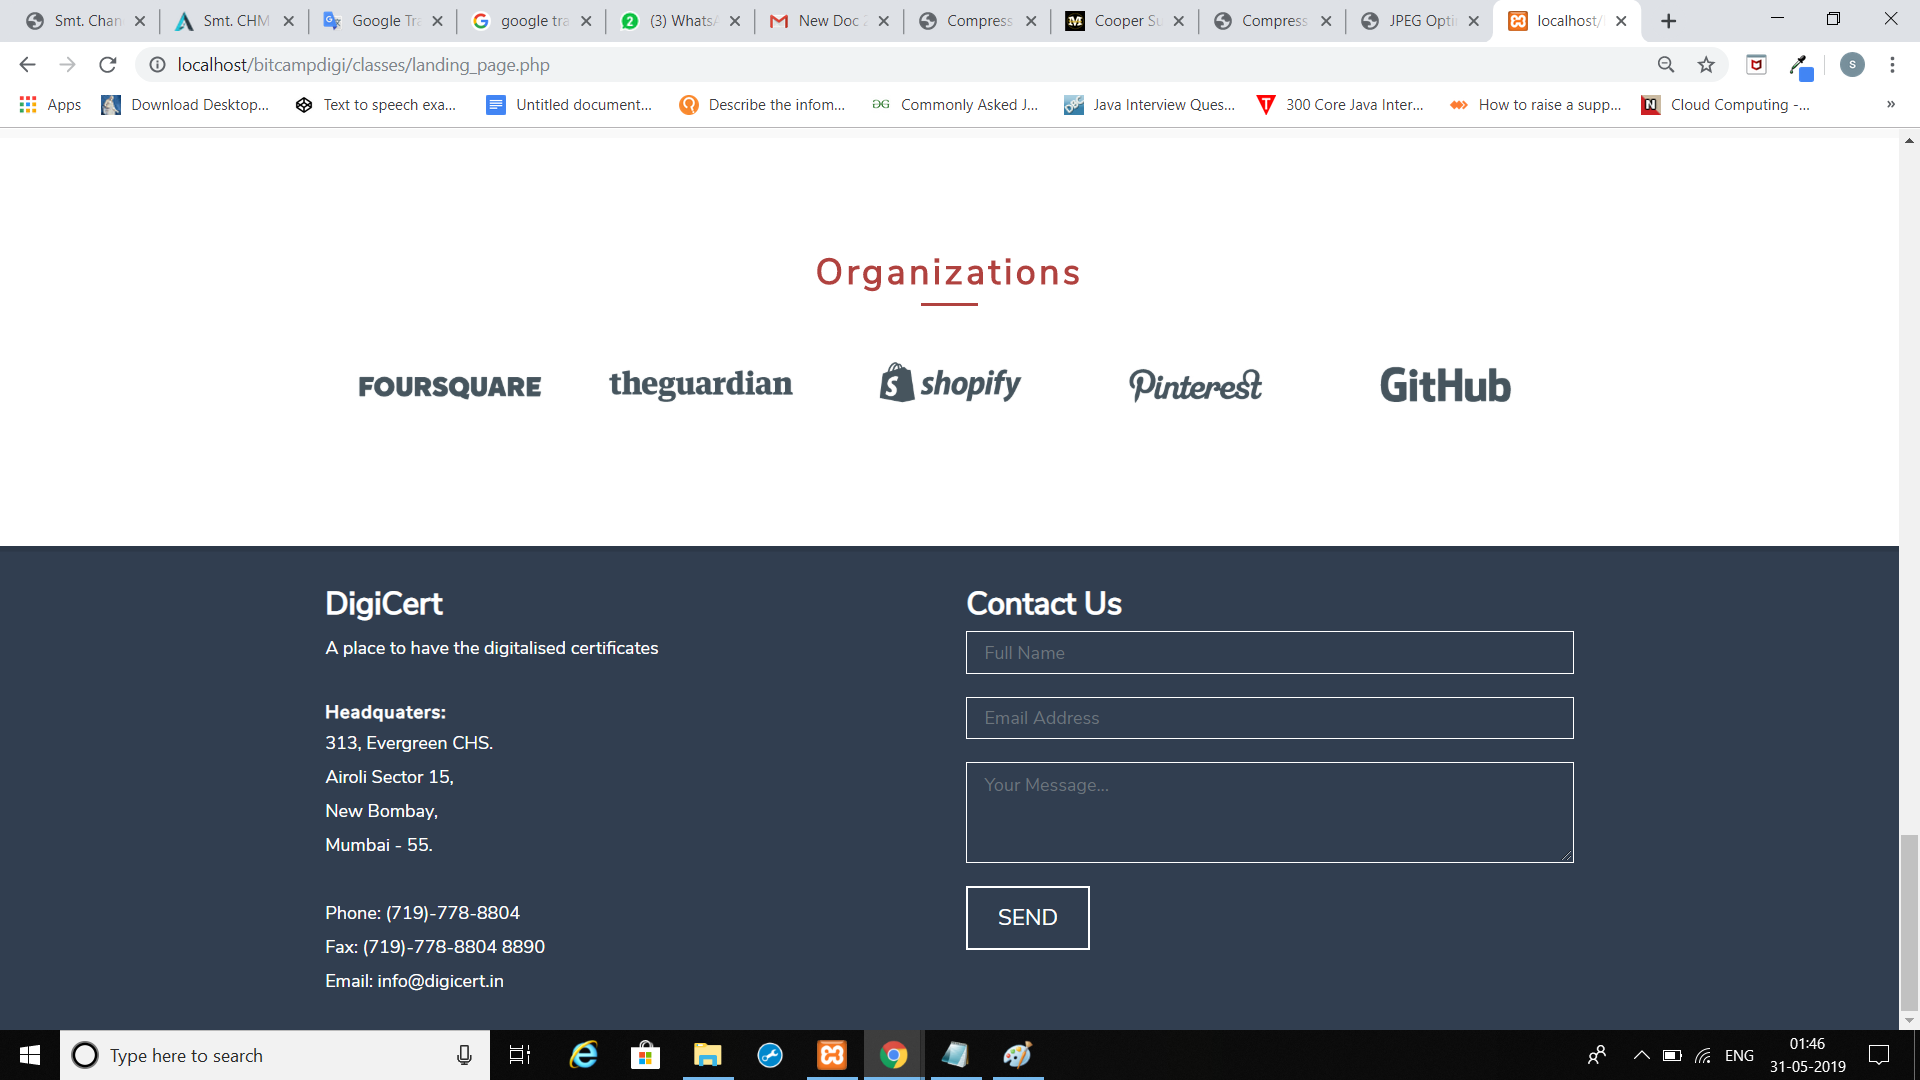 Smt. Chan
Smt. CHM
Google Tra
google tra
(3) WhatsA
New Doc 2
Compress
Cooper Su
Compress
JPEG Opti
localhost/
localhost/bitcampdigi/classes/landing_page.php
S
Apps
Download Desktop...
Text to speech exa...
Untitled document...
Describe the infom...
Commonly Asked J...
Java Interview Ques...
300 Core Java Inter...
How to raise a supp...
Cloud Computing -...
»
Organizations
FOURSQUARE
theguardian
shopify
Pinterest
GitHub
DigiCert
A place to have the digitalised certificates
Headquaters:
313, Evergreen CHS.
Airoli Sector 15,
New Bombay,
Mumbai - 55.
Phone: (719)-778-8804
Fax: (719)-778-8804 8890
Email: info@digicert.in
Contact Us
Full Name
Email Address
Your Message...
SEND
Type here to search
ENG
01:46
31-05-2019